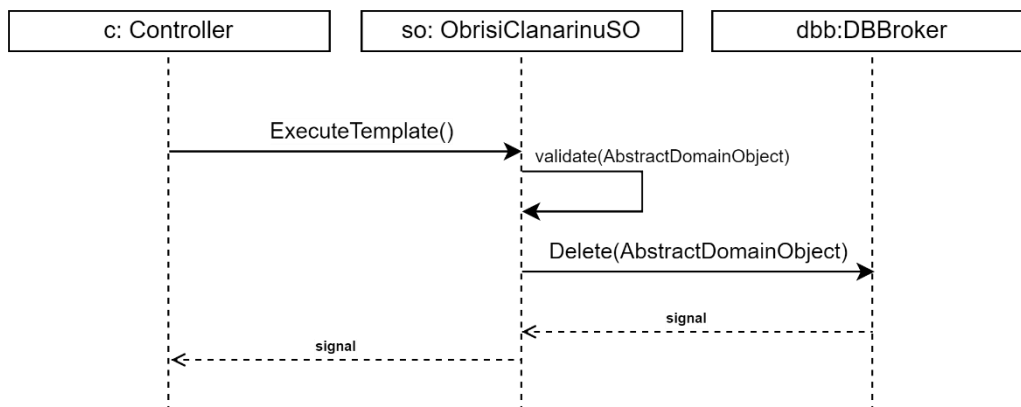 c: Controller
so: ObrisiClanarinuSO
dbb:DBBroker
ExecuteTemplate()
validate(AbstractDomainObject)
Delete(AbstractDomainObject)
signal
signal